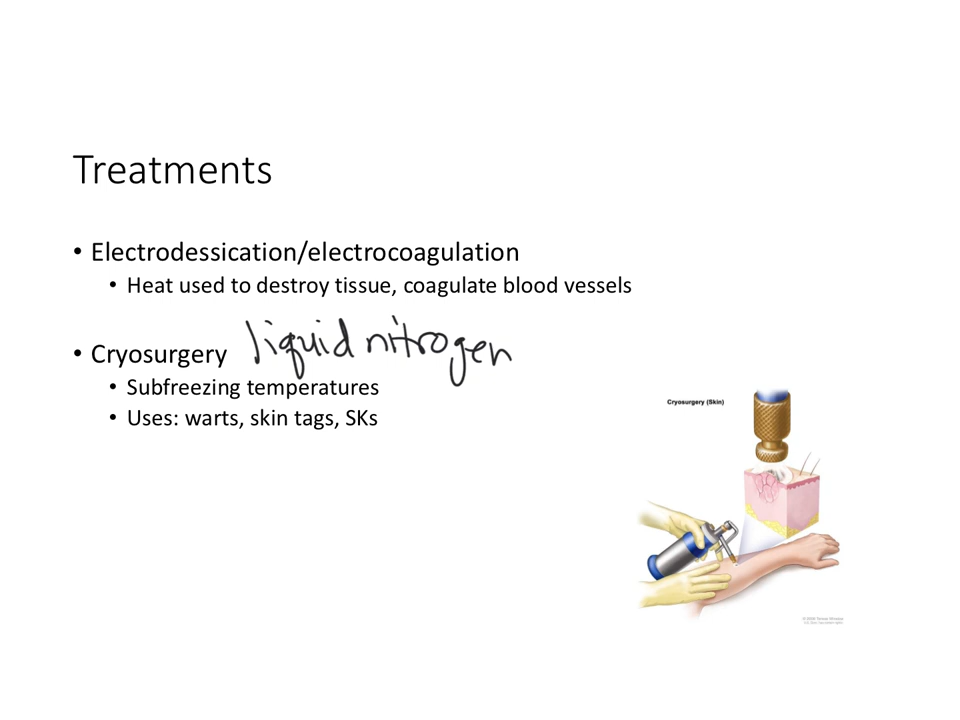 Treatments
• Electrodessication/electrocoagulation
• Heat used to destroy tissue, coagulate blood vessels
• Cryosurgery liquid nitrogen
• Subfreezing temperatures
• Uses: warts, skin tags, SKs
Cryosurgery (Skin)